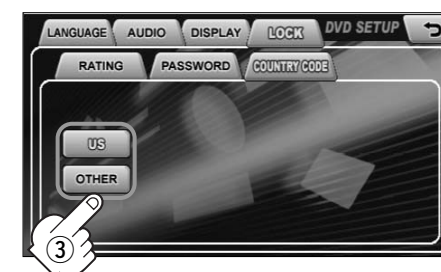 LANGUAGE AUDIO DISPLAY LOCK DVD SETUP
RATING PASSWORD COUNTRY CODE
US
OTHER
3